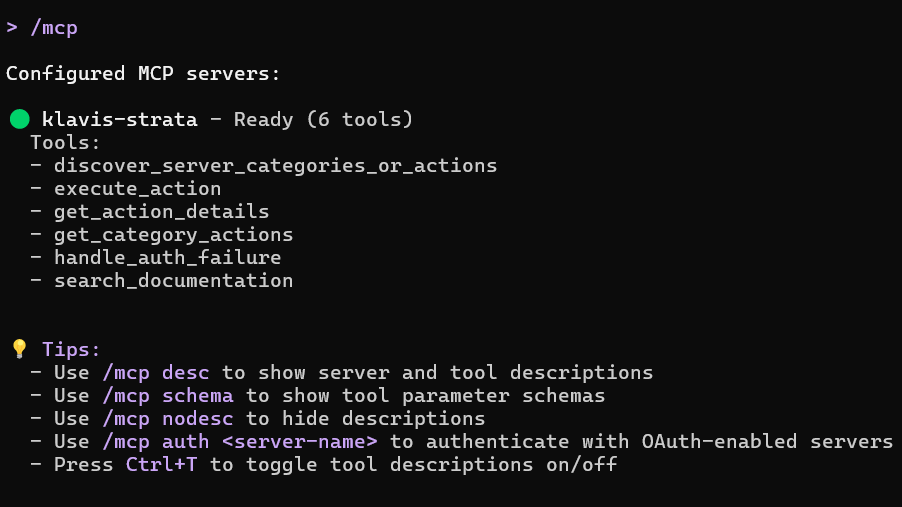 > /mcp
Configured MCP servers:
klavis-strata - Ready (6 tools)
Tools:
- discover_server_categories_or_actions
- execute_action
- get_action_details
- get_category_actions
- handle_auth_failure
- search_documentation
Tips:
- Use /mcp desc to show server and tool descriptions
- Use /mcp schema to show tool parameter schemas
- Use /mcp nodesc to hide descriptions
- Use /mcp auth <server-name> to authenticate with OAuth-enabled servers
- Press Ctrl+T to toggle tool descriptions on/off